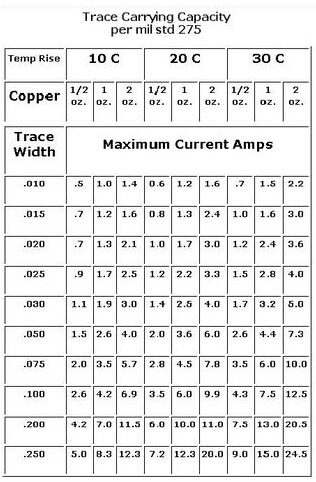 Trace Carrying Capacity
per mil std 275
Temp Rise 10 C 20 C 30 C
Copper 1/2 oz. 1 oz. 2 oz. 1/2 oz. 1 oz. 2 oz. 1/2 oz. 1 oz. 2 oz.
Trace Width Maximum Current Amps
.010 .5 1.0 1.4 0.6 1.2 1.6 .7 1.5 2.2
.015 .7 1.2 1.6 0.8 1.3 2.4 1.0 1.6 3.0
.020 .7 1.3 2.1 1.0 1.7 3.0 1.2 2.4 3.6
.025 .9 1.7 2.5 1.2 2.2 3.3 1.5 2.8 4.0
.030 1.1 1.9 3.0 1.4 2.5 4.0 1.7 3.2 5.0
.050 1.5 2.6 4.0 2.0 3.6 6.0 2.6 4.4 7.3
.075 2.0 3.5 5.7 2.8 4.5 7.8 3.5 6.0 10.0
.100 2.6 4.2 6.9 3.5 6.0 9.9 4.3 7.5 12.5
.200 4.2 7.0 11.5 6.0 10.0 11.0 7.5 13.0 20.5
.250 5.0 8.3 12.3 7.2 12.3 20.0 9.0 15.0 24.5